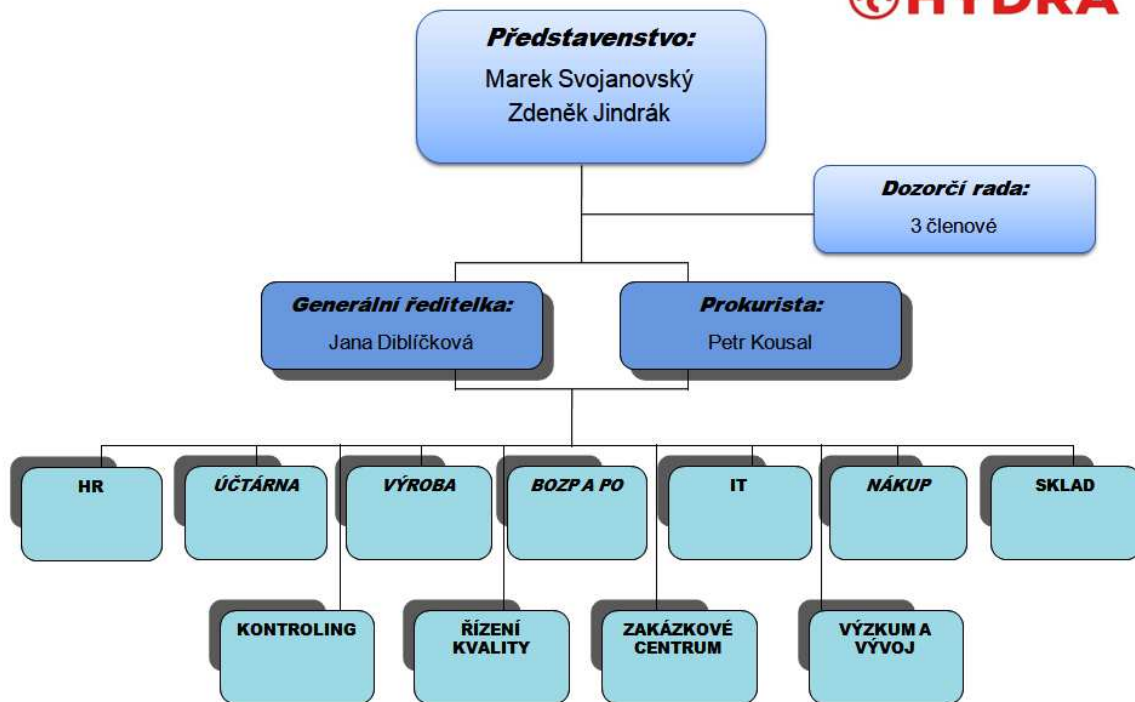 HYDRA
Představenstvo:
Marek Svojanovský
Zdeněk Jindrák
Dozorčí rada:
3 členové
Generální ředitelka:
Jana Diblíčková
Prokurista:
Petr Kousal
HR
ÚČTÁRNA
VÝROBA
BOZP A PO
IT
NÁKUP
SKLAD
KONTROLING
ŘÍZENÍ
KVALITY
ZAKÁZKOVÉ
CENTRUM
VÝZKUM A
VÝVOJ